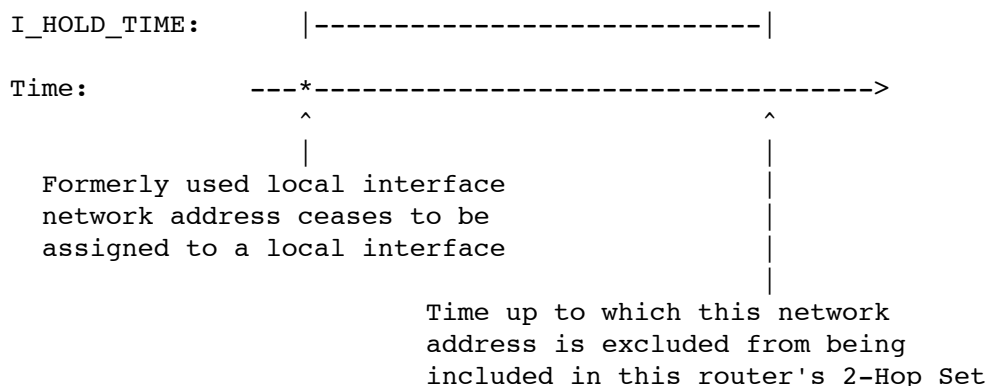 I_HOLD_TIME:      |----------------------------|
Time:          ---*----------------------------------->
                  ^                            ^
                  |                            |
  Formerly used local interface                |
  network address ceases to be                 |
  assigned to a local interface                |
                                               |
                          Time up to which this network
                          address is excluded from being
                          included in this router's 2-Hop Set